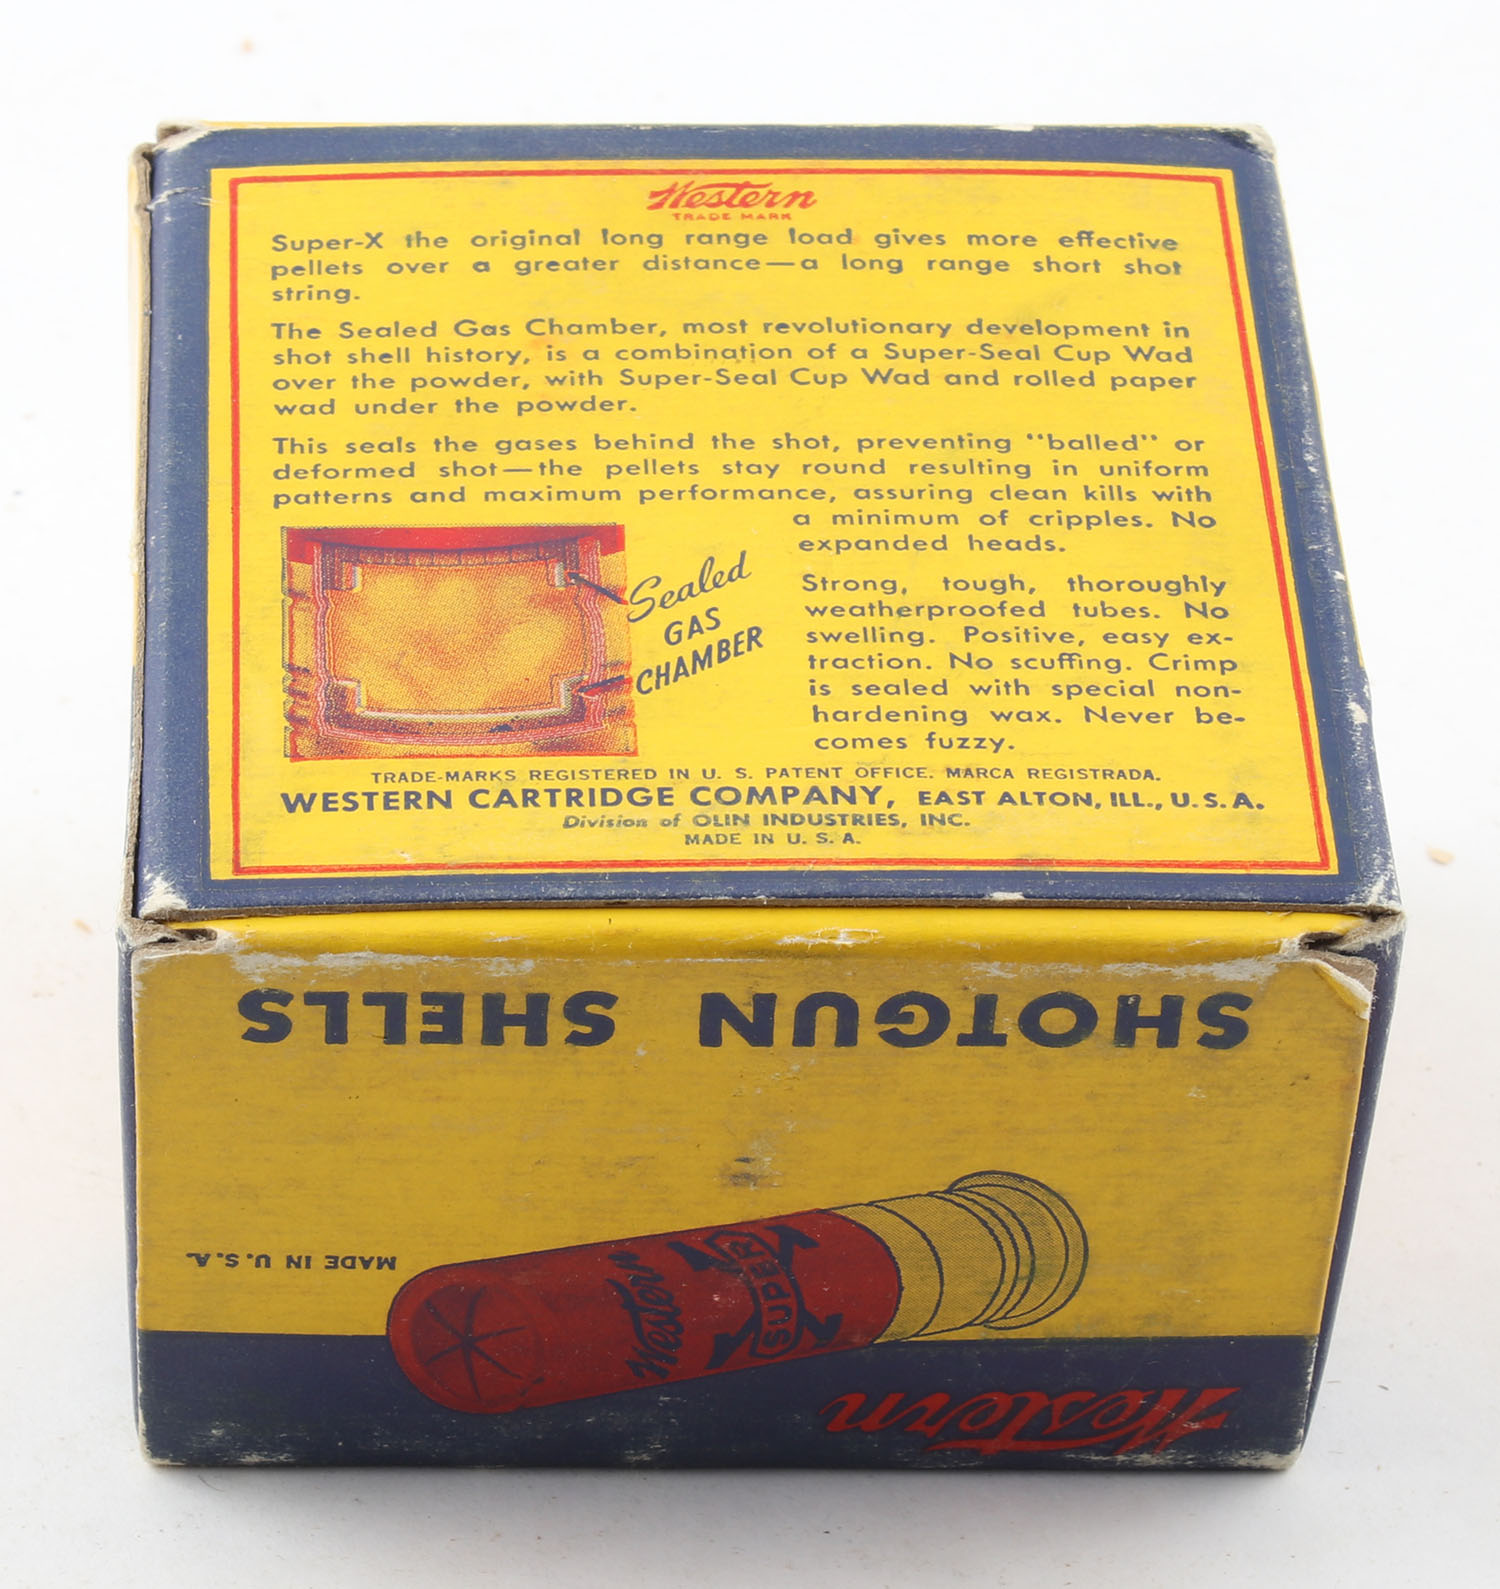 Western
TRADE MARK
Super-X the original long range load gives more effective
pellets over a greater distance—a long range short shot
string.
The Sealed Gas Chamber, most revolutionary development in
shot shell history, is a combination of a Super-Seal Cup Wad
over the powder, with Super-Seal Cup Wad and rolled paper
wad under the powder.
This seals the gases behind the shot, preventing "balled" or
deformed shot—the pellets stay round resulting in uniform
patterns and maximum performance, assuring clean kills with
a minimum of cripples. No
expanded heads.
Sealed
GAS
CHAMBER
Strong, tough, thoroughly
weatherproofed tubes. No
swelling. Positive, easy ex-
traction. No scuffing. Crimp
is sealed with special non-
hardening wax. Never be-
comes fuzzy.
TRADE-MARKS REGISTERED IN U. S. PATENT OFFICE. MARCA REGISTRADA.
WESTERN CARTRIDGE COMPANY, EAST ALTON, ILL., U.S.A.
Division of OLIN INDUSTRIES, INC.
MADE IN U. S. A.
SHOTGUN SHELLS
MADE IN U.S.A.
Western
SUPER X
Western